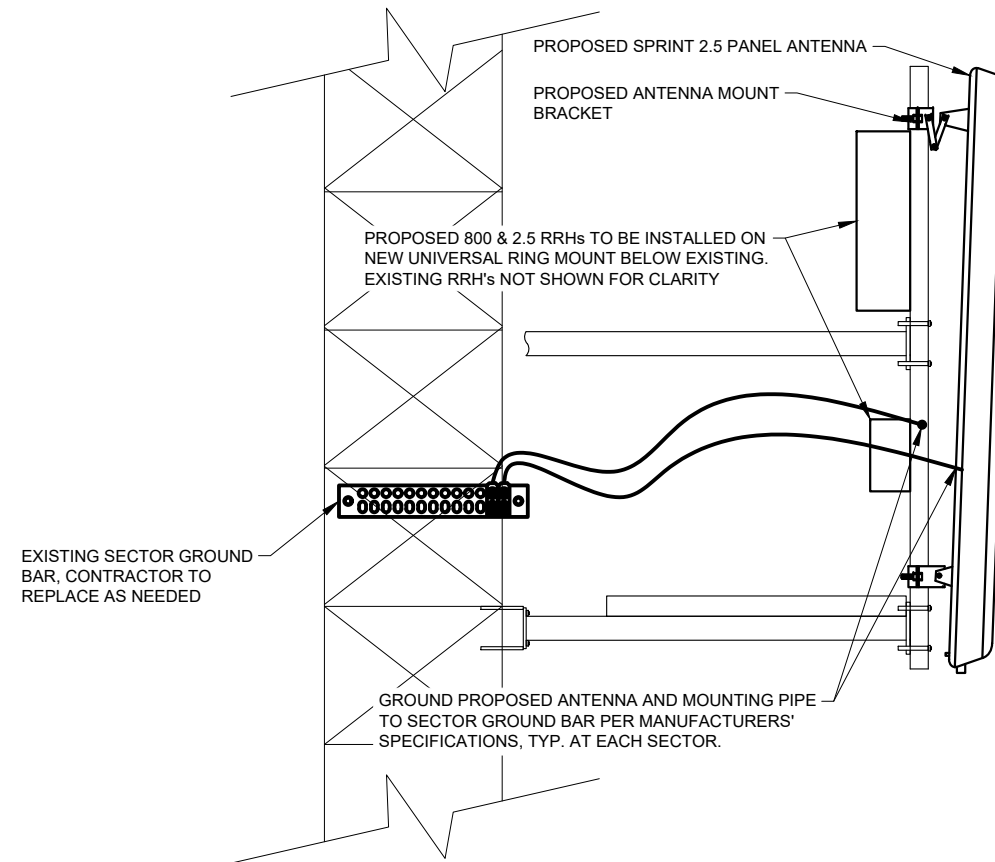 PROPOSED SPRINT 2.5 PANEL ANTENNA
PROPOSED ANTENNA MOUNT
BRACKET
PROPOSED 800 & 2.5 RRHs TO BE INSTALLED ON
NEW UNIVERSAL RING MOUNT BELOW EXISTING.
EXISTING RRH's NOT SHOWN FOR CLARITY
EXISTING SECTOR GROUND
BAR, CONTRACTOR TO
REPLACE AS NEEDED
GROUND PROPOSED ANTENNA AND MOUNTING PIPE
TO SECTOR GROUND BAR PER MANUFACTURERS'
SPECIFICATIONS, TYP. AT EACH SECTOR.